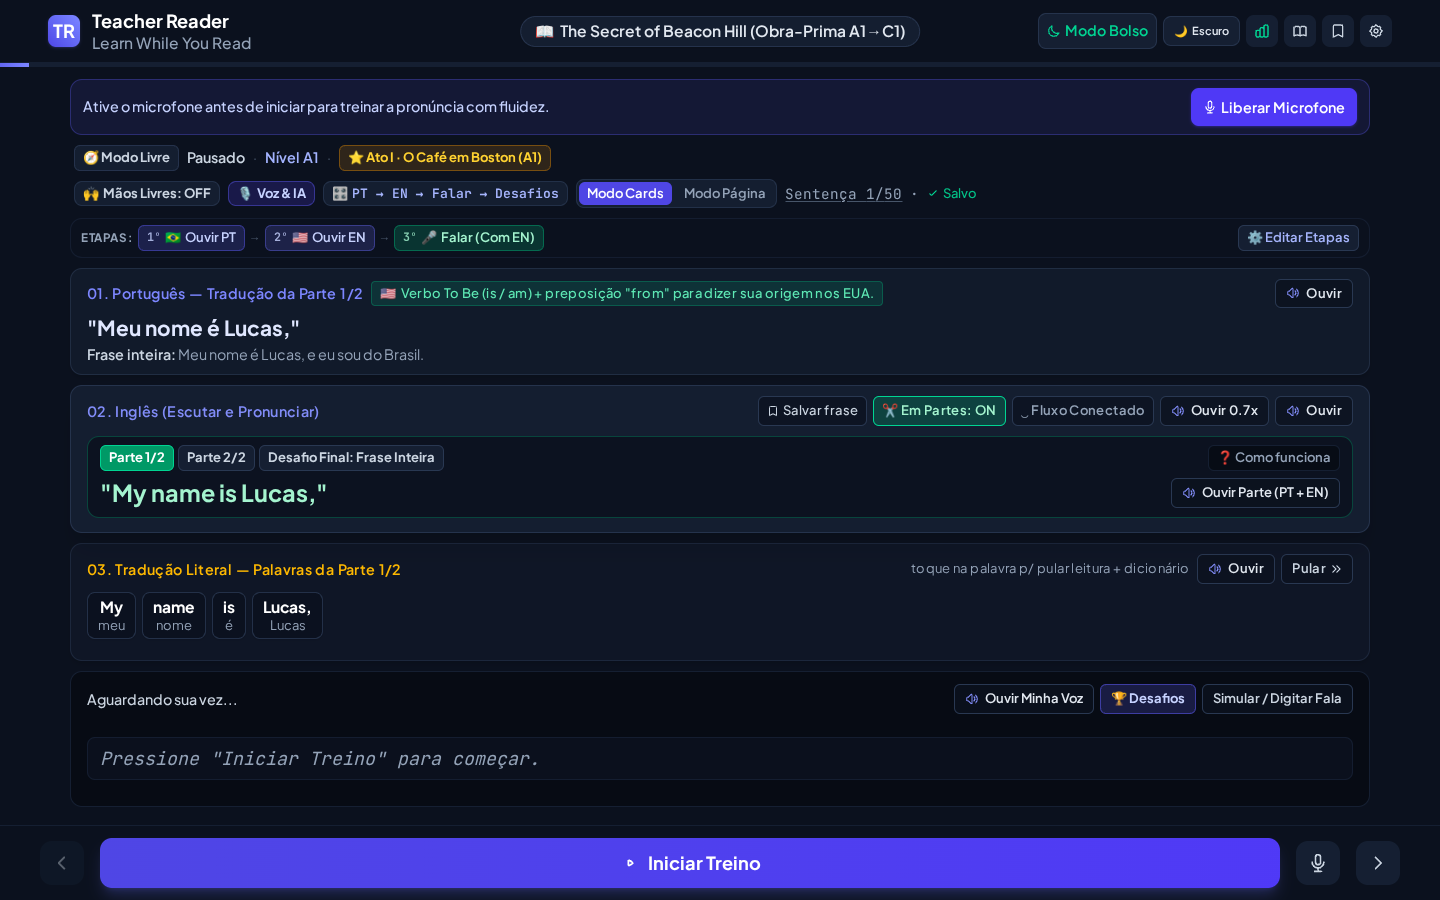 TR Teacher Reader
Learn While You Read
📖 The Secret of Beacon Hill (Obra-Prima A1→C1)
Modo Bolso
🌙 Escuro
Ative o microfone antes de iniciar para treinar a pronúncia com fluidez.
Liberar Microfone
🧭 Modo Livre Pausado · Nível A1 · ⭐ Ato I · O Café em Boston (A1)
🙌 Mãos Livres: OFF 🎙️ Voz & IA 🎛️ PT → EN → Falar → Desafios Modo Cards Modo Página Sentença 1/50 · ✓ Salvo
ETAPAS: 1° 🇧🇷 Ouvir PT → 2° 🇺🇸 Ouvir EN → 3° 🎤 Falar (Com EN) ⚙️ Editar Etapas
01. Português — Tradução da Parte 1/2 🇺🇸 Verbo To Be (is / am) + preposição "from" para dizer sua origem nos EUA. Ouvir
"Meu nome é Lucas,"
Frase inteira: Meu nome é Lucas, e eu sou do Brasil.
02. Inglês (Escutar e Pronunciar) Salvar frase ✂️ Em Partes: ON ‿ Fluxo Conectado Ouvir 0.7x Ouvir
Parte 1/2 Parte 2/2 Desafio Final: Frase Inteira ❓ Como funciona
"My name is Lucas," Ouvir Parte (PT + EN)
03. Tradução Literal — Palavras da Parte 1/2 toque na palavra p/ pular leitura + dicionário Ouvir Pular »
My name is Lucas,
meu nome é Lucas
Aguardando sua vez... Ouvir Minha Voz 🏆 Desafios Simular / Digitar Fala
Pressione "Iniciar Treino" para começar.
Iniciar Treino